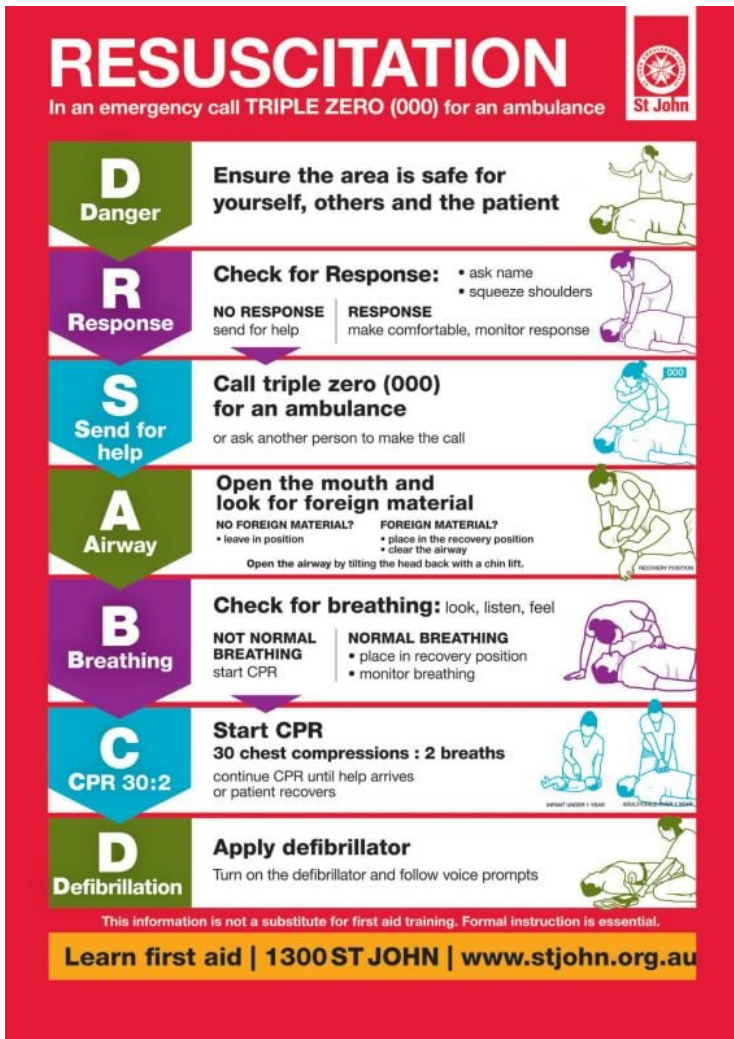 RESUSCITATION
In an emergency call TRIPLE ZERO (000) for an ambulance
St John
D
Danger
Ensure the area is safe for
yourself, others and the patient
R
Response
Check for Response:
• ask name
• squeeze shoulders
NO RESPONSE
send for help
RESPONSE
make comfortable, monitor response
S
Send for
help
Call triple zero (000)
for an ambulance
or ask another person to make the call
000
A
Airway
Open the mouth and
look for foreign material
NO FOREIGN MATERIAL?
• leave in position
FOREIGN MATERIAL?
• place in the recovery position
• clear the airway
Open the airway by tilting the head back with a chin lift.
RECOVERY POSITION
B
Breathing
Check for breathing: look, listen, feel
NOT NORMAL
BREATHING
start CPR
NORMAL BREATHING
• place in recovery position
• monitor breathing
C
CPR 30:2
Start CPR
30 chest compressions : 2 breaths
continue CPR until help arrives
or patient recovers
INFANT UNDER 1 YEAR
ADULT/CHILD OVER 1 YEAR
D
Defibrillation
Apply defibrillator
Turn on the defibrillator and follow voice prompts
This information is not a substitute for first aid training. Formal instruction is essential.
Learn first aid | 1300 ST JOHN | www.stjohn.org.au